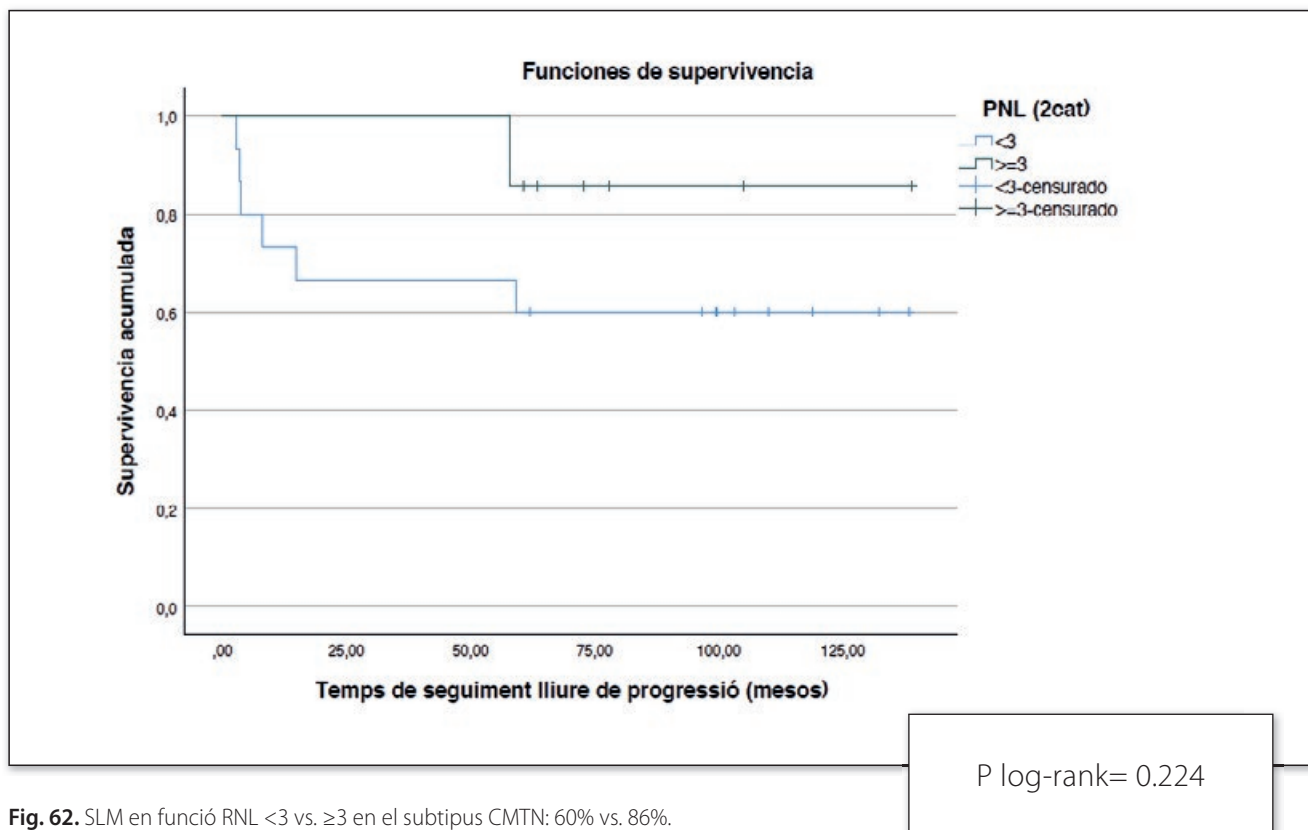 Funciones de supervivencia
PNL (2cat)
<3
>=3
<3-censurado
>=3-censurado
Supervivencia acumulada
1,0
0,8
0,6
0,4
0,2
0,0
,00 25,00 50,00 75,00 100,00 125,00
Temps de seguiment lliure de progressió (mesos)
P log-rank= 0.224
Fig. 62. SLM en funció RNL <3 vs. ≥3 en el subtipus CMTN: 60% vs. 86%.